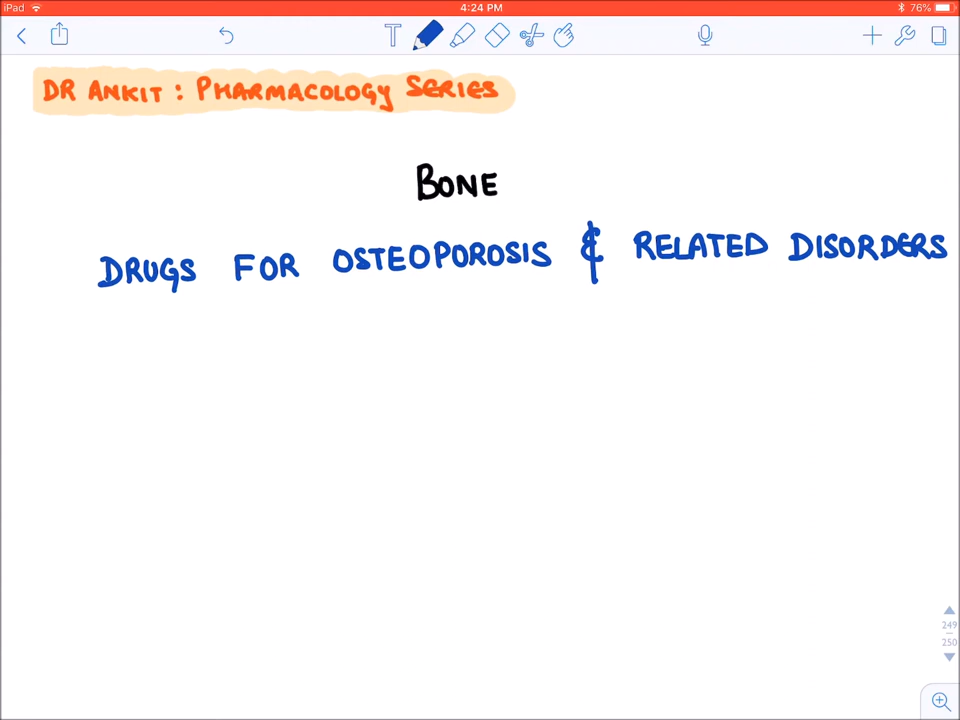 iPad 4:24 PM 76%
T
DR ANKIT : PHARMACOLOGY SERIES
BONE
DRUGS FOR OSTEOPOROSIS & RELATED DISORDERS
249
250